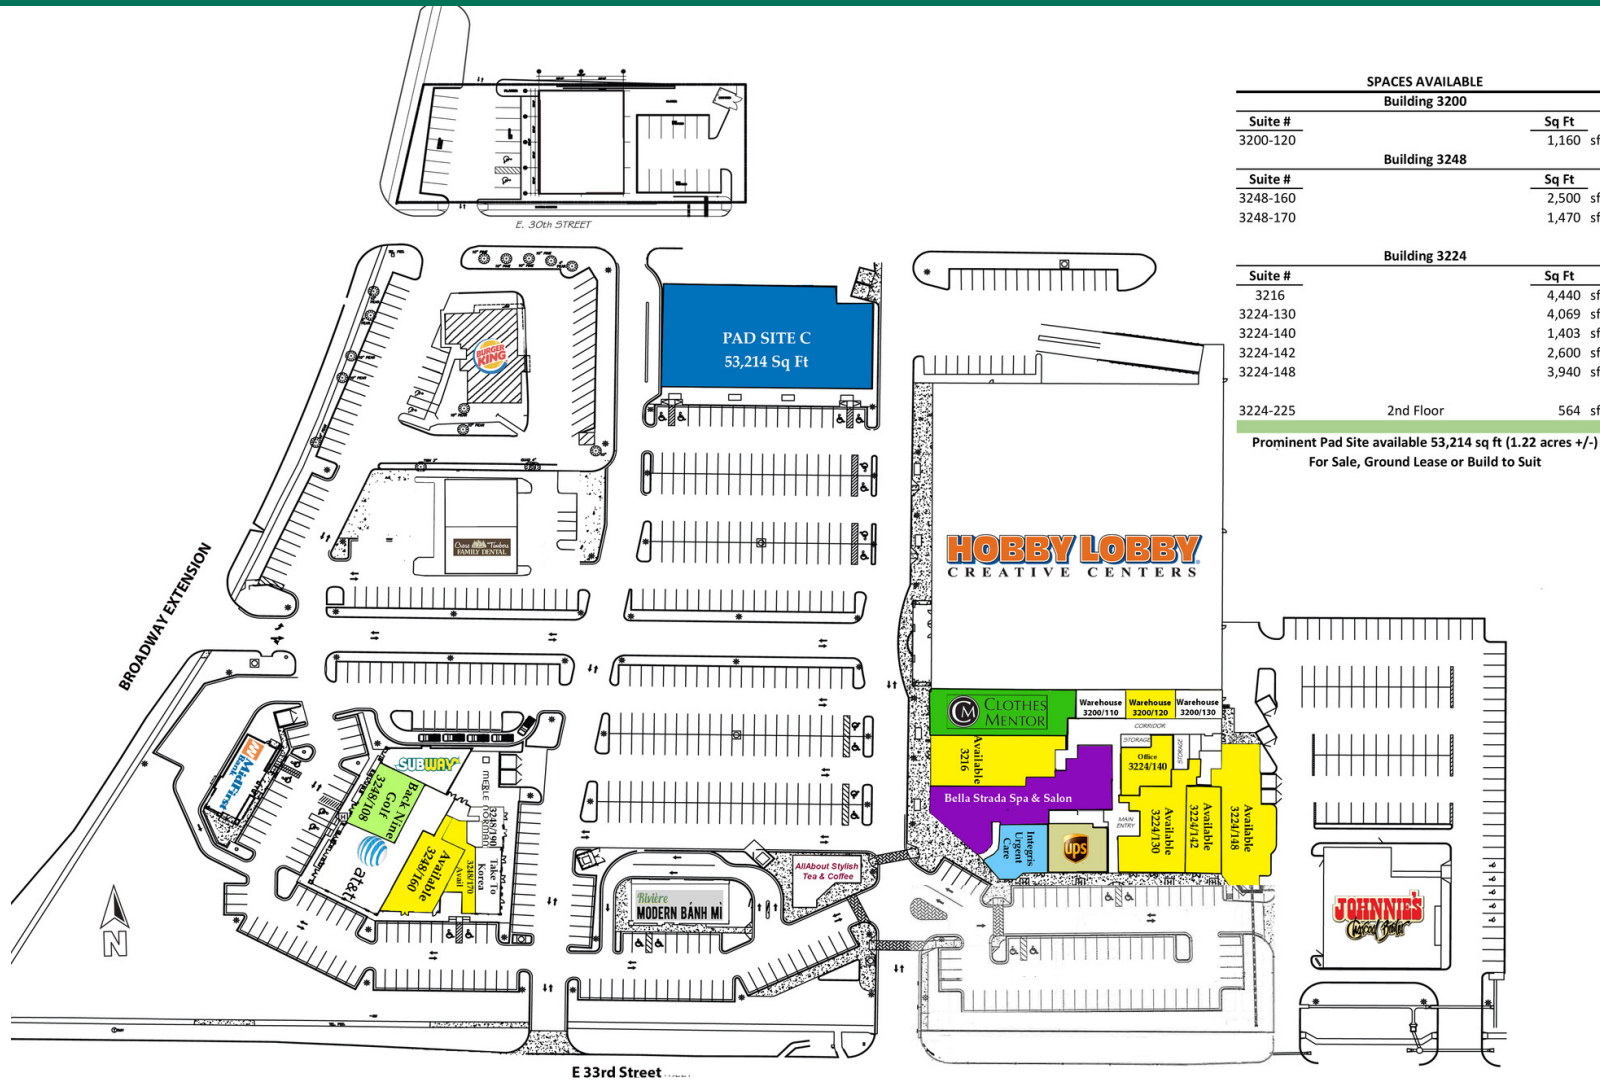 SPACES AVAILABLE
Building 3200
Suite # Sq Ft
3200-120 1,160 sf
Building 3248
Suite # Sq Ft
3248-160 2,500 sf
3248-170 1,470 sf
Building 3224
Suite # Sq Ft
3216 4,440 sf
3224-130 4,069 sf
3224-140 1,403 sf
3224-142 2,600 sf
3224-148 3,940 sf
3224-225 2nd Floor 564 sf
Prominent Pad Site available 53,214 sq ft (1.22 acres +/-)
For Sale, Ground Lease or Build to Suit
E. 30th STREET
BURGER
KING
PAD SITE C
53,214 Sq Ft
Cross Timbers
FAMILY DENTAL
HOBBY LOBBY
CREATIVE CENTERS
BROADWAY EXTENSION
CM CLOTHES
MENTOR
Warehouse
3200/110
Warehouse
3200/120
Warehouse
3200/130
CORRIDOR
STORAGE
Available
3216
Office
3224/140
Bella Strada Spa & Salon
MAIN
ENTRY
Available
3224/130
Available
3224/142
Available
3224/148
Integris
Urgent
Care
ups
MidFirst
Bank
SUBWAY
Back Nine
Golf
3248/108
MERLE NORMAN
3248/190
at&t
Available
3248/160
3248/170
Avail
Take To
Korea
AllAbout Stylish
Tea & Coffee
Rivière
MODERN BÁNH MÌ
JOHNNIE'S
Charcoal Broiler
N
E 33rd Street